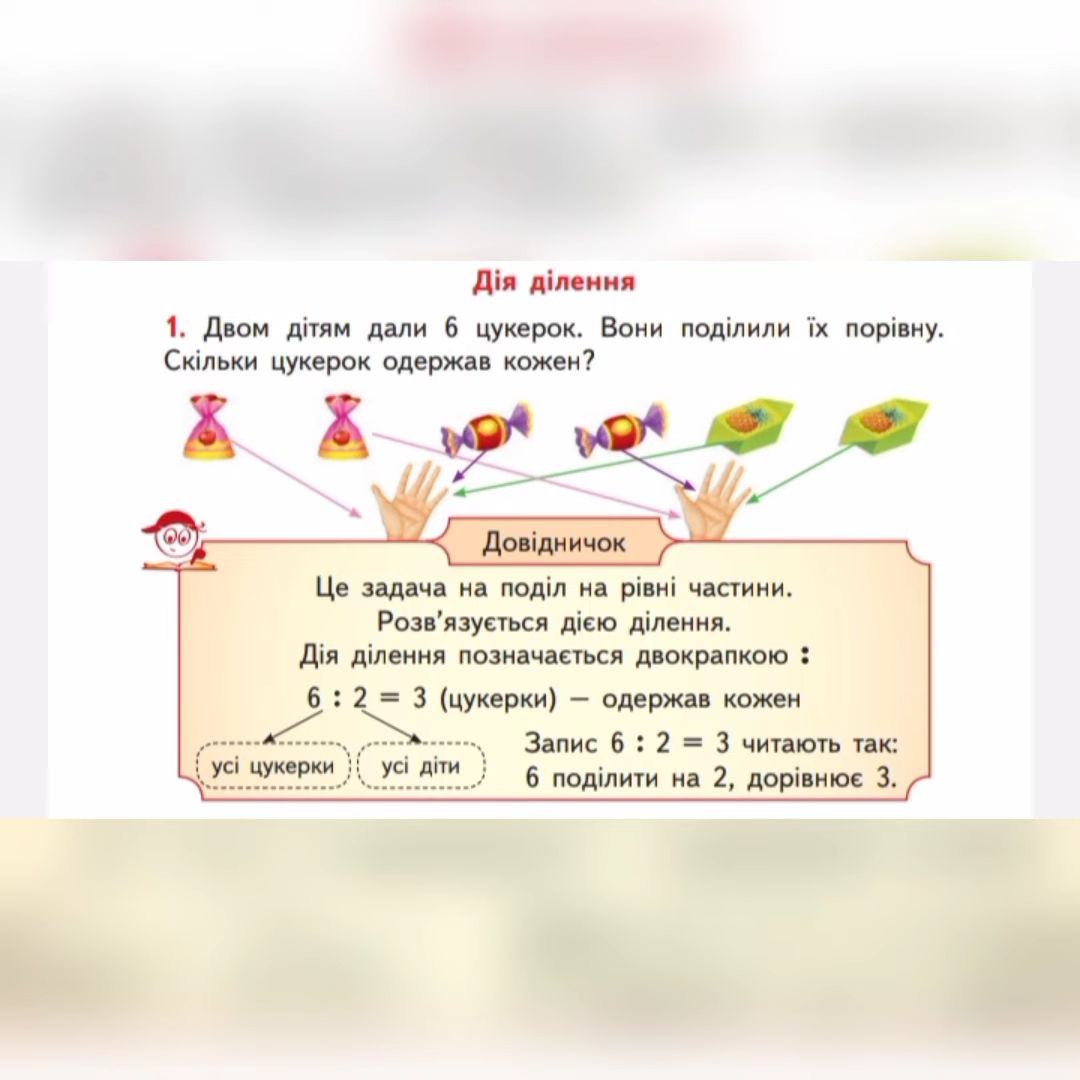 Дія ділення
1. Двом дітям дали 6 цукерок. Вони поділили їх порівну.
Скільки цукерок одержав кожен?
Довідничок
Це задача на поділ на рівні частини.
Розв’язується дією ділення.
Дія ділення позначається двокрапкою :
6 : 2 = 3 (цукерки) — одержав кожен
усі цукерки усі діти
Запис 6 : 2 = 3 читають так:
6 поділити на 2, дорівнює 3.